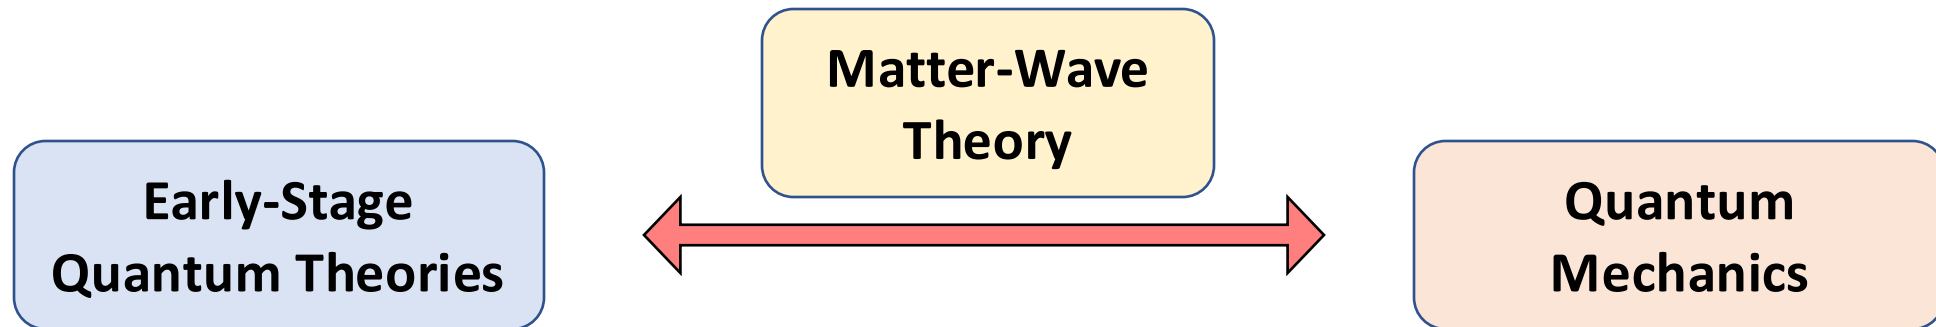 Matter-Wave
Theory
Early-Stage
Quantum Theories
Quantum
Mechanics